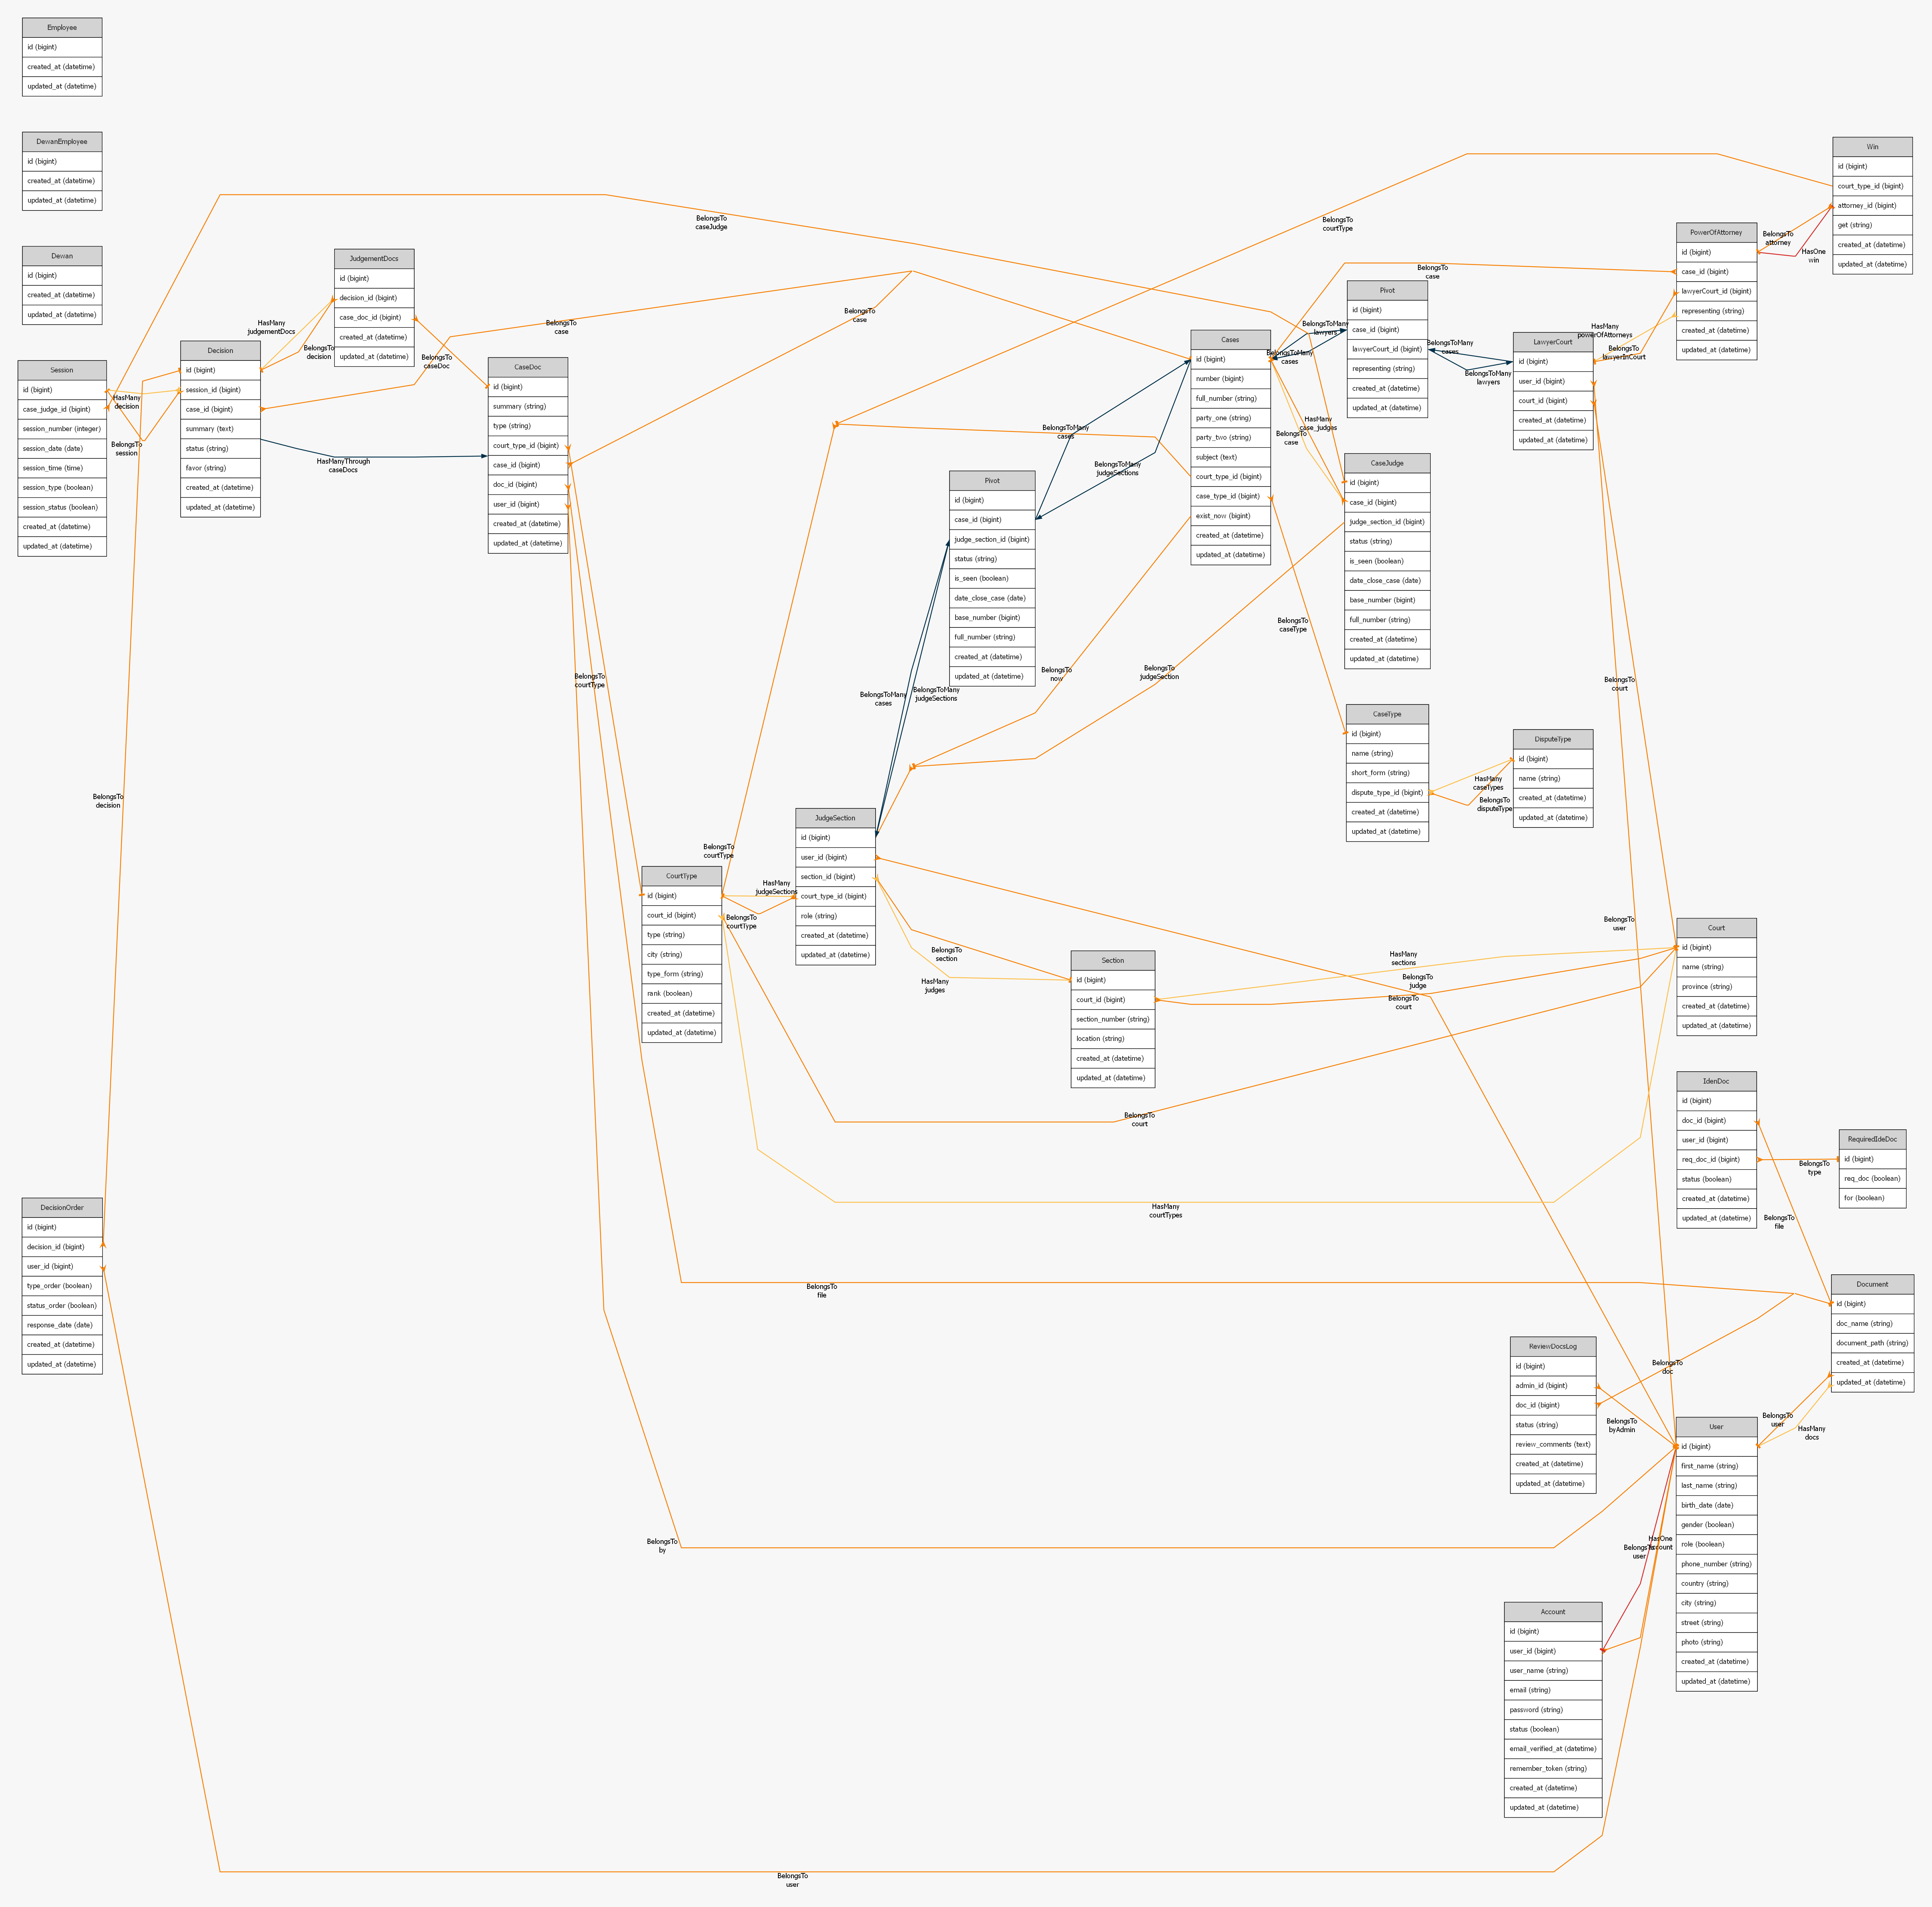 Employee
id (bigint)
created_at (datetime)
updated_at (datetime)
DewanEmployee
id (bigint)
created_at (datetime)
updated_at (datetime)
Dewan
id (bigint)
created_at (datetime)
updated_at (datetime)
Session
id (bigint)
case_judge_id (bigint)
session_number (integer)
session_date (date)
session_time (time)
session_type (boolean)
session_status (boolean)
created_at (datetime)
updated_at (datetime)
HasMany
decision
BelongsTo
session
Decision
id (bigint)
session_id (bigint)
case_id (bigint)
summary (text)
status (string)
favor (string)
created_at (datetime)
updated_at (datetime)
HasMany
judgementDocs
BelongsTo
decision
JudgementDocs
id (bigint)
decision_id (bigint)
case_doc_id (bigint)
created_at (datetime)
updated_at (datetime)
BelongsTo
caseDoc
HasManyThrough
caseDocs
CaseDoc
id (bigint)
summary (string)
type (string)
court_type_id (bigint)
case_id (bigint)
doc_id (bigint)
user_id (bigint)
created_at (datetime)
updated_at (datetime)
BelongsTo
case
BelongsTo
caseJudge
BelongsTo
case
BelongsTo
courtType
BelongsTo
decision
DecisionOrder
id (bigint)
decision_id (bigint)
user_id (bigint)
type_order (boolean)
status_order (boolean)
response_date (date)
created_at (datetime)
updated_at (datetime)
BelongsTo
courtType
CourtType
id (bigint)
court_id (bigint)
type (string)
city (string)
type_form (string)
rank (boolean)
created_at (datetime)
updated_at (datetime)
HasMany
judgeSections
BelongsTo
courtType
JudgeSection
id (bigint)
user_id (bigint)
section_id (bigint)
court_type_id (bigint)
role (string)
created_at (datetime)
updated_at (datetime)
BelongsToMany
cases
BelongsToMany
judgeSections
Pivot
id (bigint)
case_id (bigint)
judge_section_id (bigint)
status (string)
is_seen (boolean)
date_close_case (date)
base_number (bigint)
full_number (string)
created_at (datetime)
updated_at (datetime)
BelongsToMany
cases
BelongsToMany
judgeSections
BelongsTo
now
BelongsTo
judgeSection
BelongsTo
section
HasMany
judges
Section
id (bigint)
court_id (bigint)
section_number (string)
location (string)
created_at (datetime)
updated_at (datetime)
Cases
id (bigint)
number (bigint)
full_number (string)
party_one (string)
party_two (string)
subject (text)
court_type_id (bigint)
case_type_id (bigint)
exist_now (bigint)
created_at (datetime)
updated_at (datetime)
BelongsTo
courtType
BelongsToMany
lawyers
BelongsToMany
cases
HasMany
case_judges
BelongsTo
case
BelongsTo
caseType
BelongsTo
case
Pivot
id (bigint)
case_id (bigint)
lawyerCourt_id (bigint)
representing (string)
created_at (datetime)
updated_at (datetime)
BelongsToMany
cases
BelongsToMany
lawyers
CaseJudge
id (bigint)
case_id (bigint)
judge_section_id (bigint)
status (string)
is_seen (boolean)
date_close_case (date)
base_number (bigint)
full_number (string)
created_at (datetime)
updated_at (datetime)
CaseType
id (bigint)
name (string)
short_form (string)
dispute_type_id (bigint)
created_at (datetime)
updated_at (datetime)
HasMany
caseTypes
BelongsTo
disputeType
DisputeType
id (bigint)
name (string)
created_at (datetime)
updated_at (datetime)
LawyerCourt
id (bigint)
user_id (bigint)
court_id (bigint)
created_at (datetime)
updated_at (datetime)
HasMany
powerOfAttorneys
BelongsTo
lawyerInCourt
PowerOfAttorney
id (bigint)
case_id (bigint)
lawyerCourt_id (bigint)
representing (string)
created_at (datetime)
updated_at (datetime)
BelongsTo
attorney
HasOne
win
Win
id (bigint)
court_type_id (bigint)
attorney_id (bigint)
get (string)
created_at (datetime)
updated_at (datetime)
BelongsTo
court
BelongsTo
user
HasMany
sections
BelongsTo
judge
BelongsTo
court
BelongsTo
court
HasMany
courtTypes
Court
id (bigint)
name (string)
province (string)
created_at (datetime)
updated_at (datetime)
IdenDoc
id (bigint)
doc_id (bigint)
user_id (bigint)
req_doc_id (bigint)
status (boolean)
created_at (datetime)
updated_at (datetime)
BelongsTo
type
BelongsTo
file
RequiredIdeDoc
id (bigint)
req_doc (boolean)
for (boolean)
Document
id (bigint)
doc_name (string)
document_path (string)
created_at (datetime)
updated_at (datetime)
BelongsTo
file
ReviewDocsLog
id (bigint)
admin_id (bigint)
doc_id (bigint)
status (string)
review_comments (text)
created_at (datetime)
updated_at (datetime)
BelongsTo
doc
BelongsTo
byAdmin
BelongsTo
user
HasMany
docs
User
id (bigint)
first_name (string)
last_name (string)
birth_date (date)
gender (boolean)
role (boolean)
phone_number (string)
country (string)
city (string)
street (string)
photo (string)
created_at (datetime)
updated_at (datetime)
BelongsTo
by
HasOne
user
Account
id (bigint)
user_id (bigint)
user_name (string)
email (string)
password (string)
status (boolean)
email_verified_at (datetime)
remember_token (string)
created_at (datetime)
updated_at (datetime)
BelongsTo
user